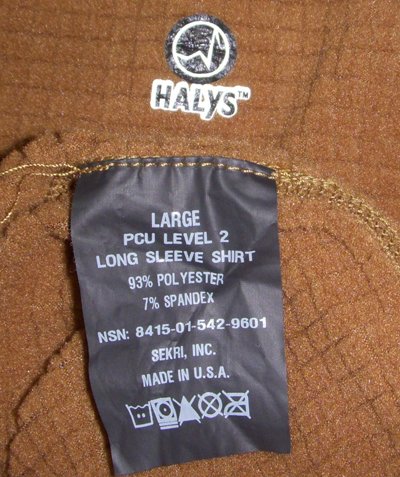 HALYS™
LARGE
PCU LEVEL 2
LONG SLEEVE SHIRT
93% POLYESTER
7% SPANDEX
NSN: 8415-01-542-9601
SEKRI, INC.
MADE IN U.S.A.